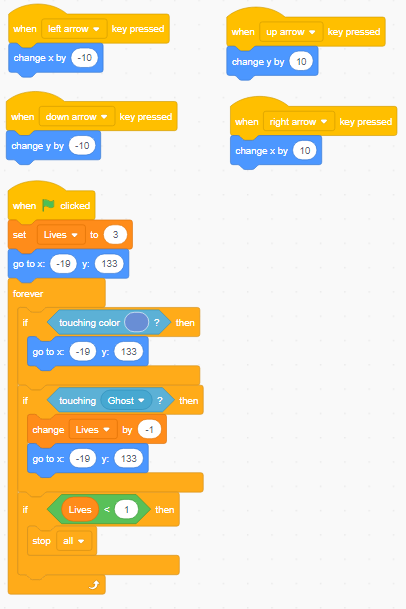 when left arrow key pressed
change x by -10
when up arrow key pressed
change y by 10
when down arrow key pressed
change y by -10
when right arrow key pressed
change x by 10
when clicked
set Lives to 3
go to x: -19 y: 133
forever
if touching color ? then
go to x: -19 y: 133
if touching Ghost ? then
change Lives by -1
go to x: -19 y: 133
if Lives < 1 then
stop all